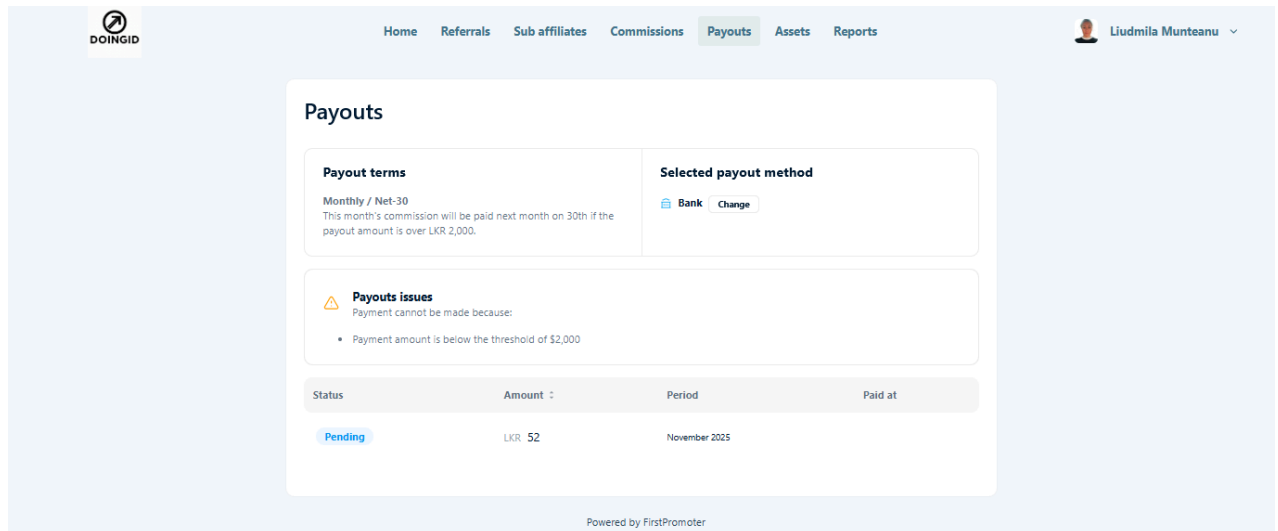 DOINGID
Home Referrals Sub affiliates Commissions Payouts Assets Reports Liudmila Munteanu
Payouts
Payout terms
Monthly / Net-30
This month's commission will be paid next month on 30th if the
payout amount is over LKR 2,000.
Selected payout method
Bank Change
Payouts issues
Payment cannot be made because:
• Payment amount is below the threshold of $2,000
Status Amount Period Paid at
Pending LKR 52 November 2025
Powered by FirstPromoter